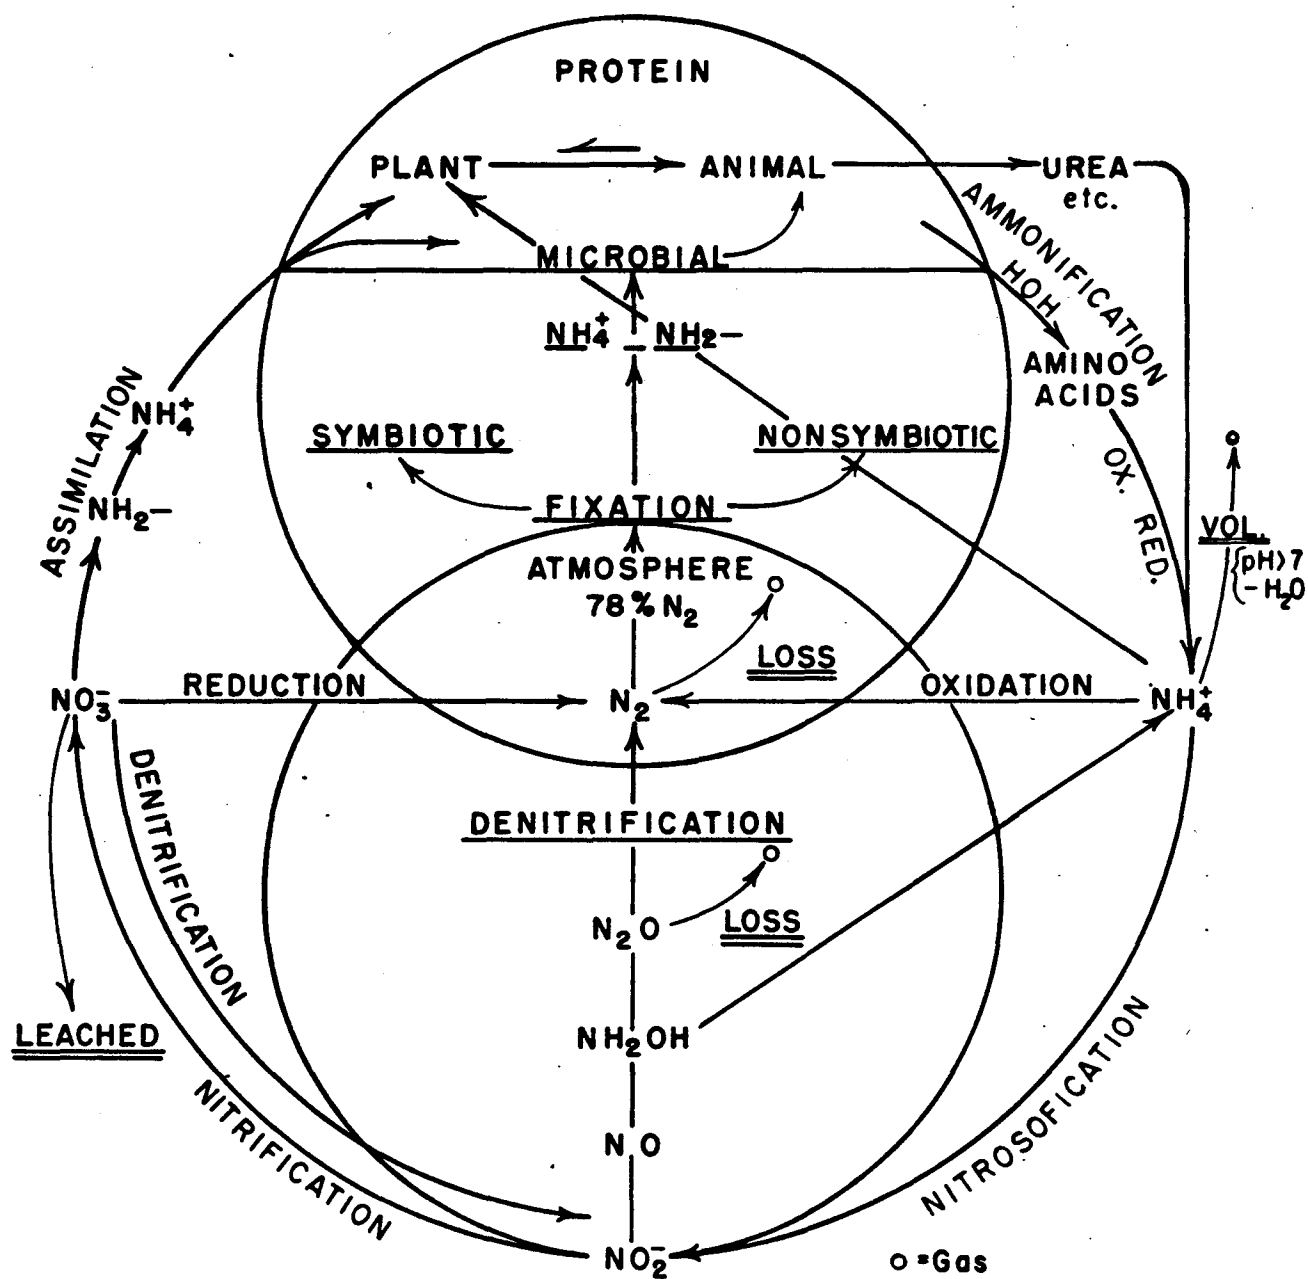 PROTEIN
PLANT
ANIMAL
UREA
etc.
MICROBIAL
AMMONIFICATION
HOH
NH₄⁺ – NH₂–
AMINO
ACIDS
ASSIMILATION
NH₄⁺
NH₂–
SYMBIOTIC
NONSYMBIOTIC
OX. RED.
FIXATION
VOL.
{pH>7
–H₂O
ATMOSPHERE
78% N₂
LOSS
NO₃⁻
REDUCTION
N₂
OXIDATION
NH₄⁺
DENITRIFICATION
DENITRIFICATION
N₂O
LOSS
LEACHED
NH₂OH
NITRIFICATION
NO
NITROSOFICATION
NO₂⁻
o =Gas